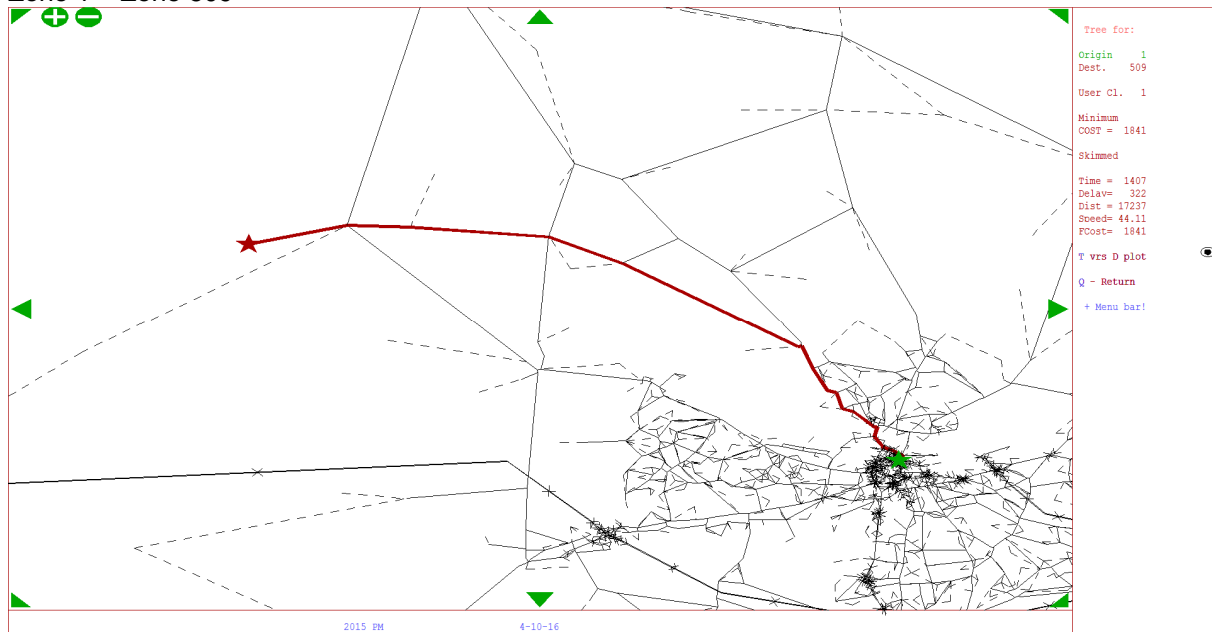 Tree for:
Origin 1
Dest. 509
User Cl. 1
Minimum
COST = 1841
Skimmed
Time = 1407
Delay= 322
Dist = 17237
Speed= 44.11
FCost= 1841
T vrs D plot
Q - Return
+ Menu bar!
2015 PM 4-10-16